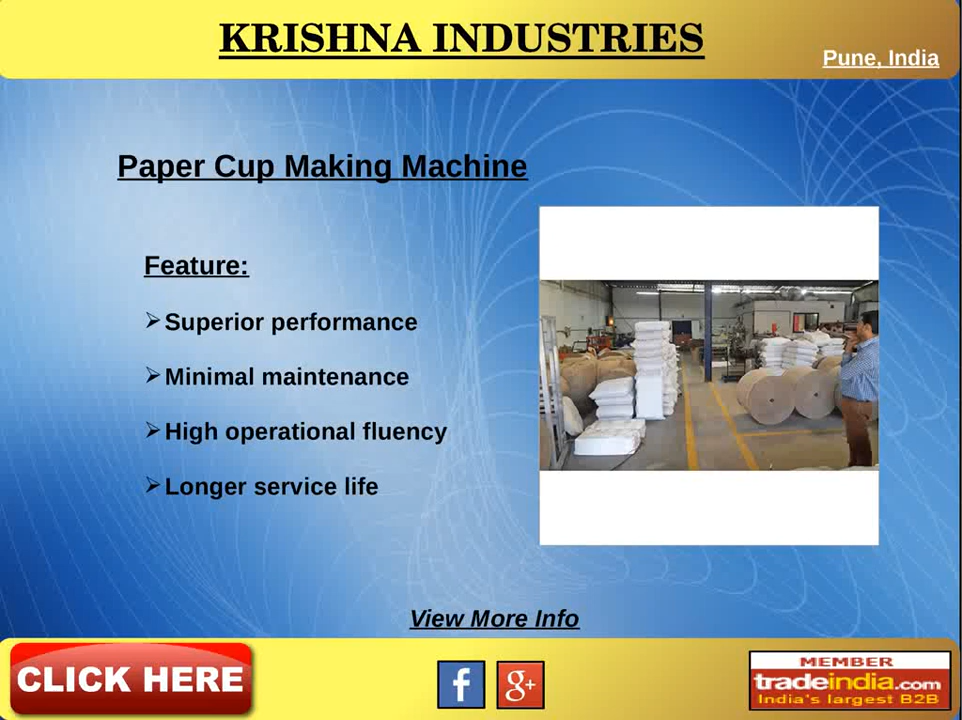 KRISHNA INDUSTRIES
Pune, India
Paper Cup Making Machine
Feature:
Superior performance
Minimal maintenance
High operational fluency
Longer service life
View More Info
CLICK HERE
f
g+
MEMBER
tradeindia.com
India's largest B2B